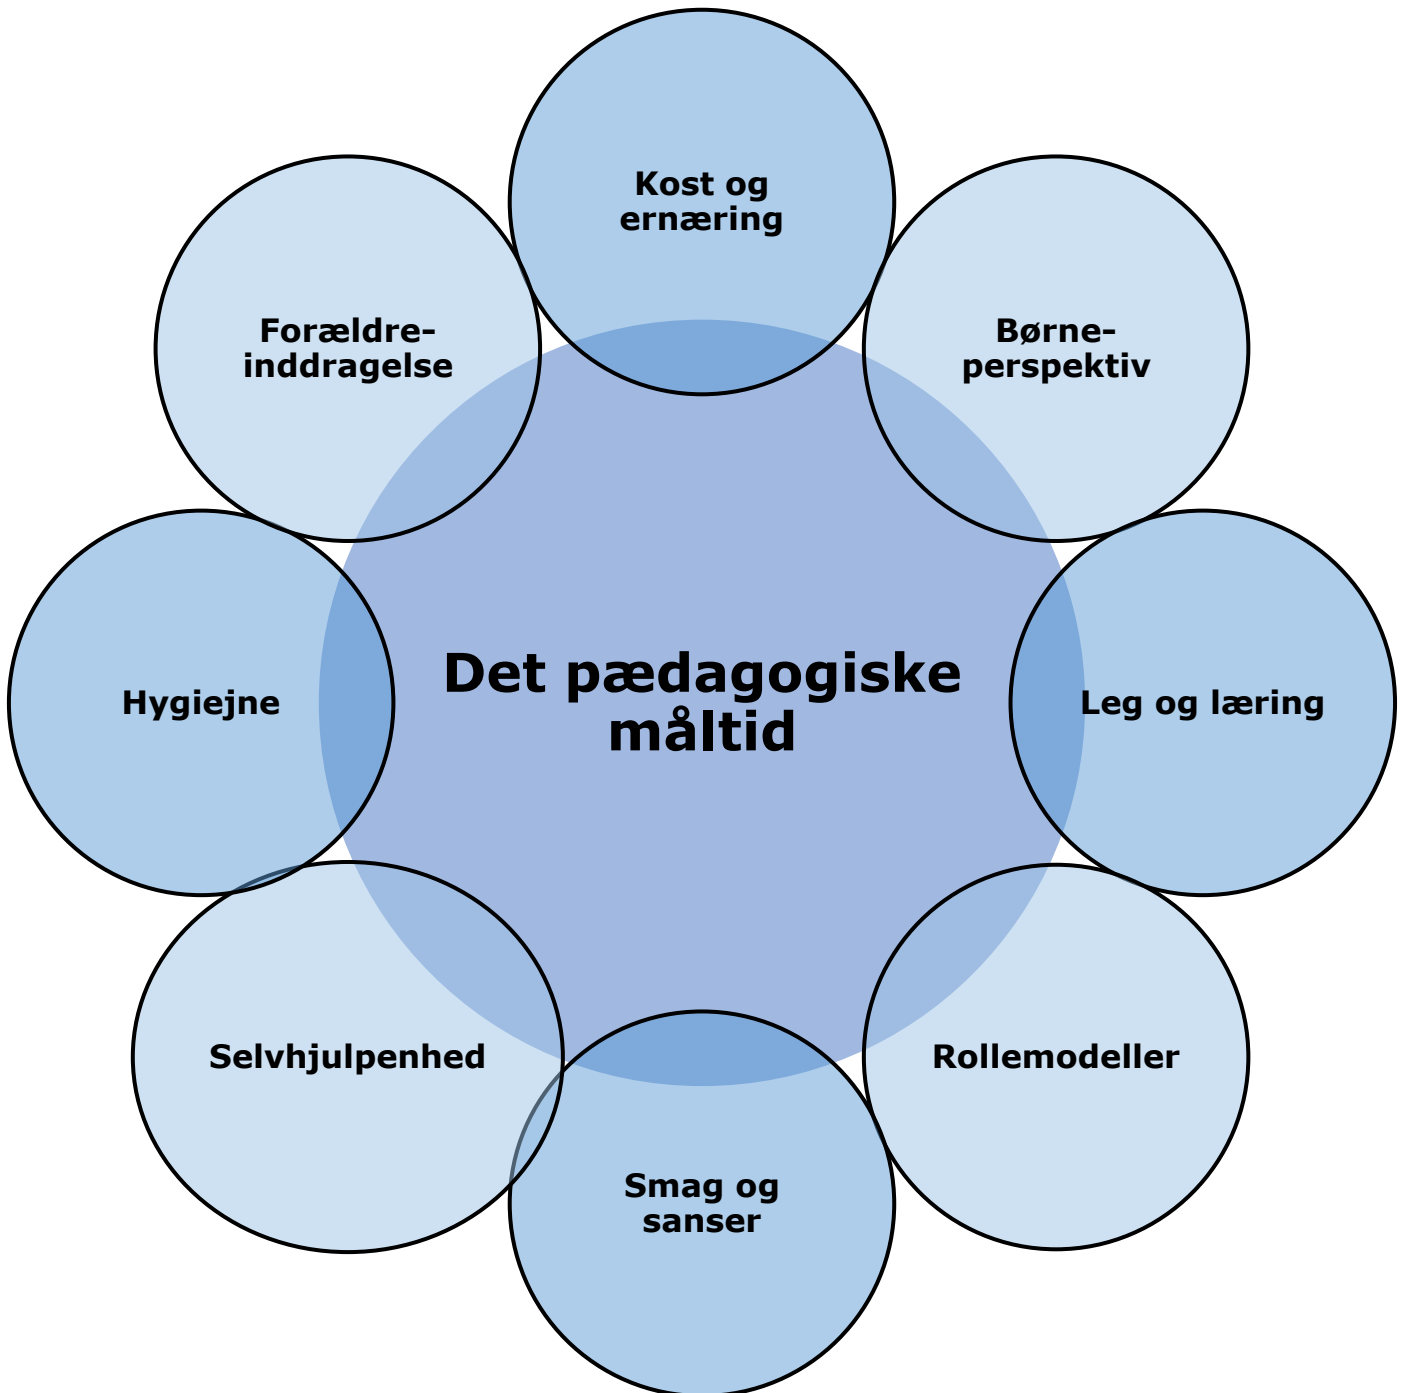 Kost og
ernæring
Forældre-
inddragelse
Børne-
perspektiv
Det pædagogiske
måltid
Hygiejne
Leg og læring
Selvhjulpenhed
Rollemodeller
Smag og
sanser